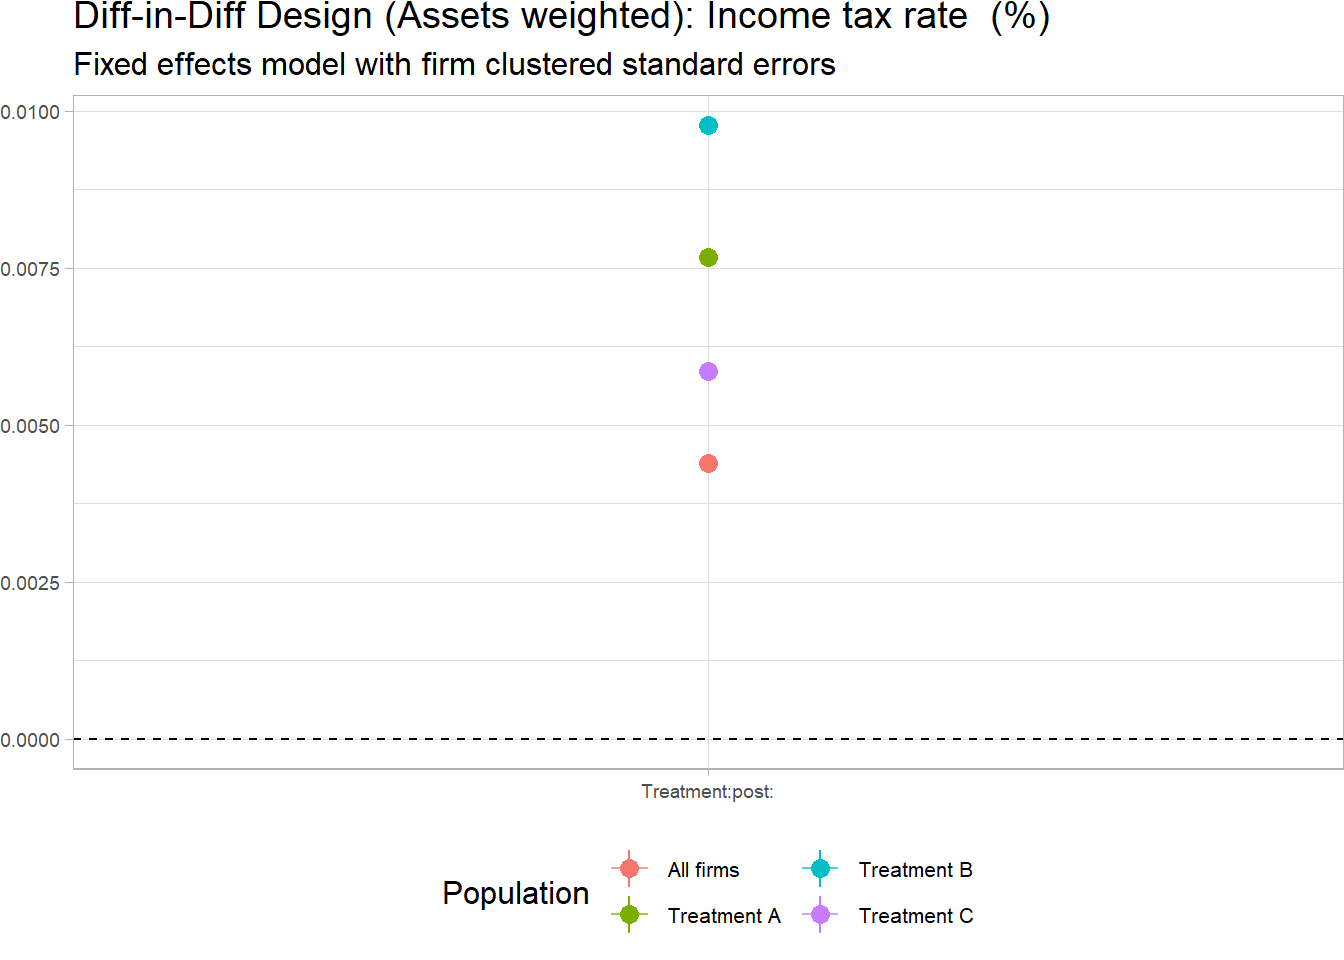 Diff-in-Diff Design (Assets weighted): Income tax rate  (%)
Fixed effects model with firm clustered standard errors
0.0100
0.0075
0.0050
0.0025
0.0000
Treatment:post:
Population
All firms
Treatment A
Treatment B
Treatment C